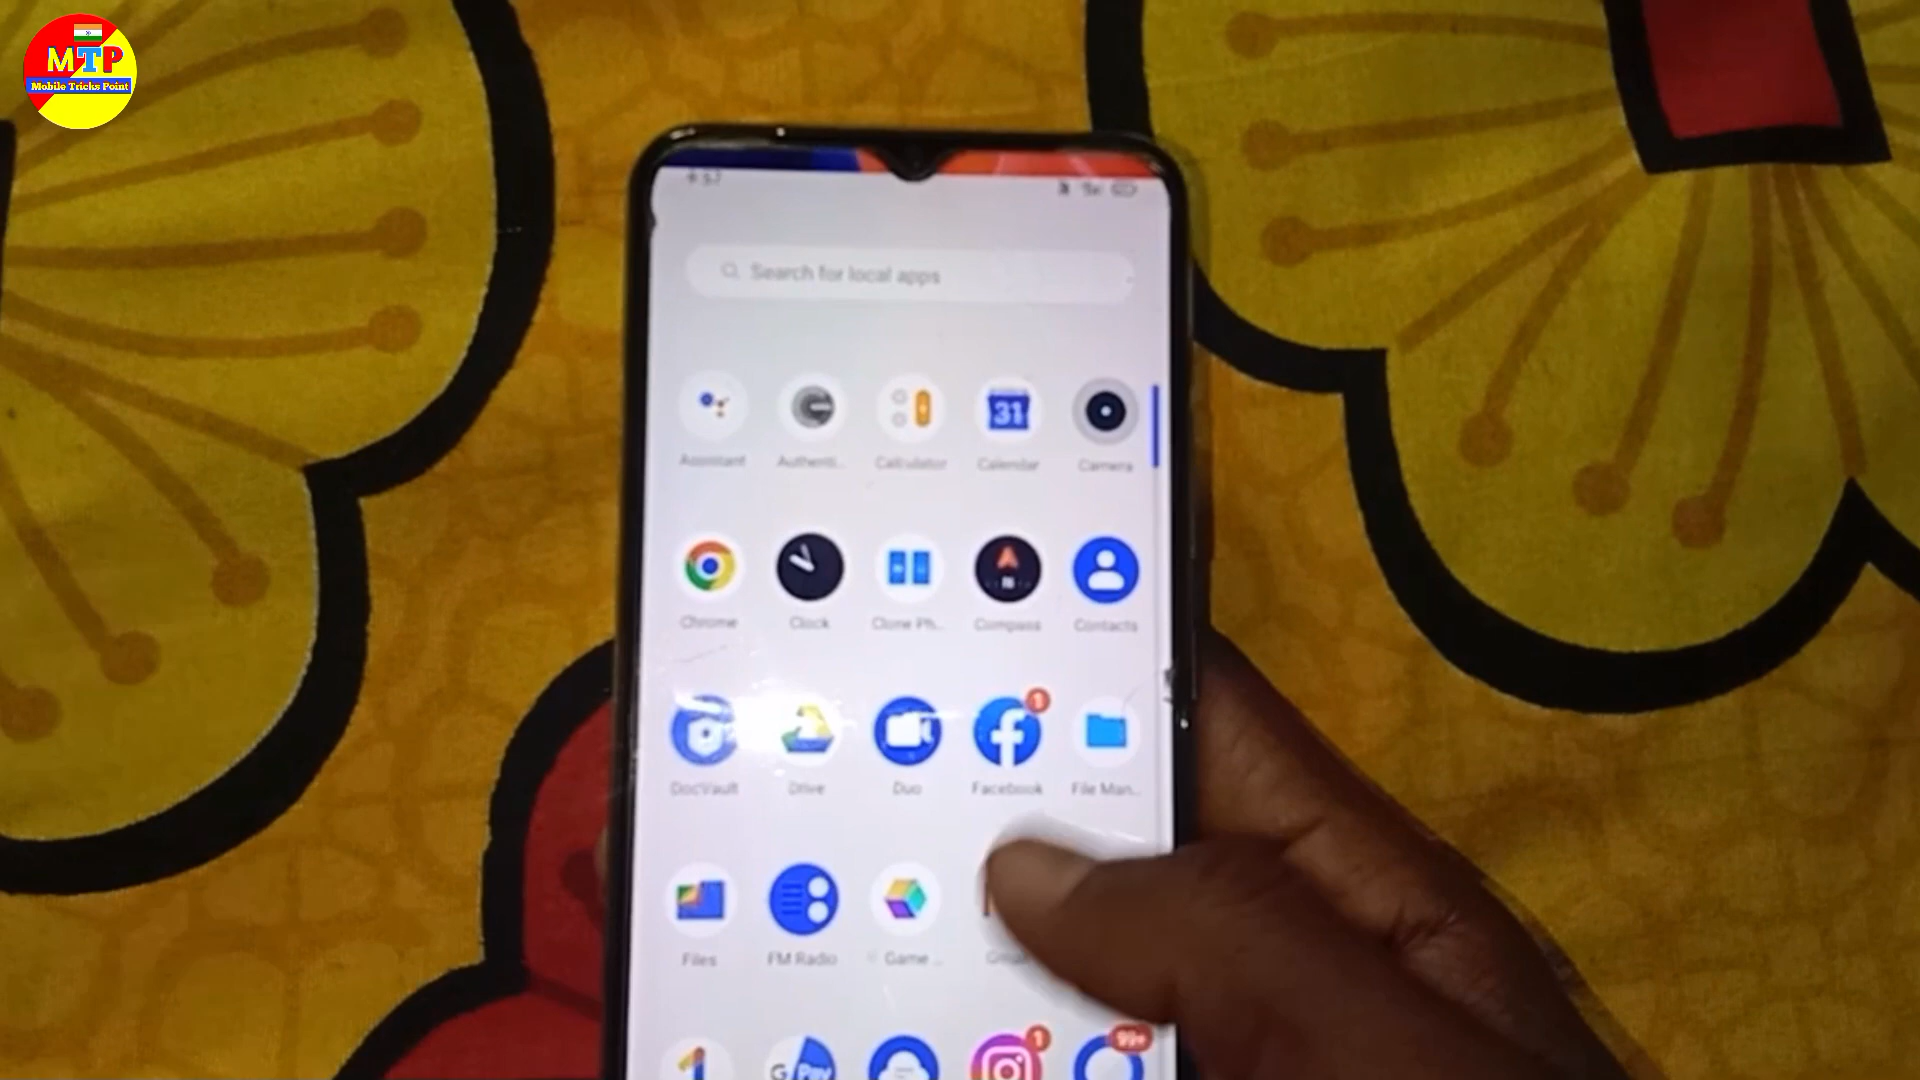 MTP
Mobile Tricks Point
Search for local apps
31
Assistant Authenti... Calculator Calendar Camera
N
Chrome Clock Clone Ph... Compass Contacts
1
DocVault Drive Duo Facebook File Man...
Files FM Radio Game ...
1 99+
G Pay